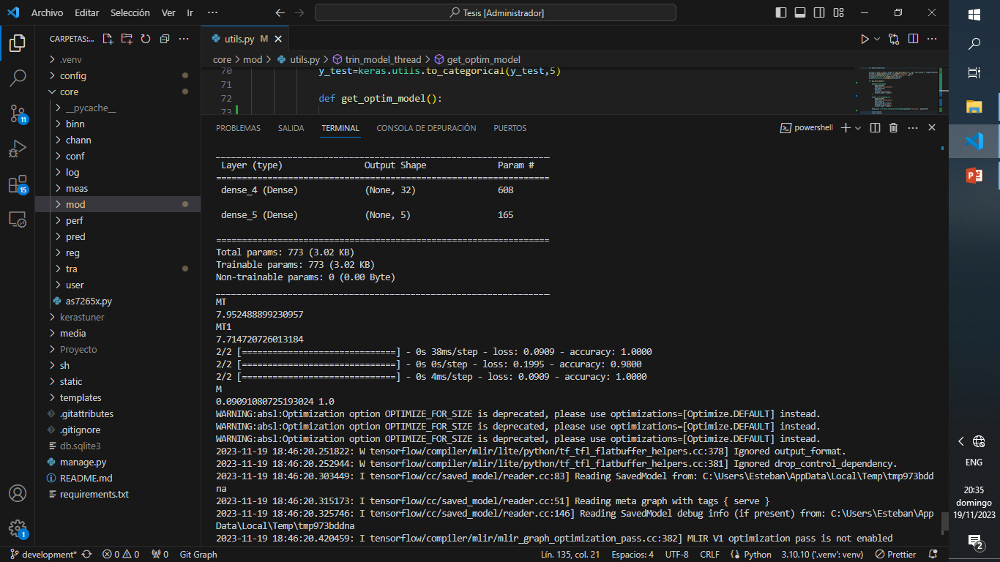 Archivo Editar Selección Ver Ir ···
Tesis [Administrador]
CARPETAS:...
.venv
config
core
__pycache__
binn
chann
conf
log
meas
mod
perf
pred
reg
tra
user
as7265x.py
kerastuner
media
Proyecto
sh
static
templates
.gitattributes
.gitignore
db.sqlite3
manage.py
README.md
requirements.txt
11
15
1
utils.py M
core > mod > utils.py > trin_model_thread > get_optim_model
70 y_test=keras.utils.to_categorical(y_test,5)
71
72 def get_optim_model():
73
PROBLEMAS SALIDA TERMINAL CONSOLA DE DEPURACIÓN PUERTOS
powershell
Layer (type) Output Shape Param #
=================================================================
dense_4 (Dense) (None, 32) 608
dense_5 (Dense) (None, 5) 165
=================================================================
Total params: 773 (3.02 KB)
Trainable params: 773 (3.02 KB)
Non-trainable params: 0 (0.00 Byte)
_________________________________________________________________
MT
7.952488899230957
MT1
7.714720726013184
2/2 [==============================] - 0s 38ms/step - loss: 0.0909 - accuracy: 1.0000
2/2 [==============================] - 0s 0s/step - loss: 0.1995 - accuracy: 0.9800
2/2 [==============================] - 0s 4ms/step - loss: 0.0909 - accuracy: 1.0000
M
0.09091080725193024 1.0
WARNING:absl:Optimization option OPTIMIZE_FOR_SIZE is deprecated, please use optimizations=[Optimize.DEFAULT] instead.
WARNING:absl:Optimization option OPTIMIZE_FOR_SIZE is deprecated, please use optimizations=[Optimize.DEFAULT] instead.
WARNING:absl:Optimization option OPTIMIZE_FOR_SIZE is deprecated, please use optimizations=[Optimize.DEFAULT] instead.
2023-11-19 18:46:20.251822: W tensorflow/compiler/mlir/lite/python/tf_tfl_flatbuffer_helpers.cc:378] Ignored output_format.
2023-11-19 18:46:20.252944: W tensorflow/compiler/mlir/lite/python/tf_tfl_flatbuffer_helpers.cc:381] Ignored drop_control_dependency.
2023-11-19 18:46:20.303449: I tensorflow/cc/saved_model/reader.cc:83] Reading SavedModel from: C:\Users\Esteban\AppData\Local\Temp\tmp973bdd
na
2023-11-19 18:46:20.315173: I tensorflow/cc/saved_model/reader.cc:51] Reading meta graph with tags { serve }
2023-11-19 18:46:20.325746: I tensorflow/cc/saved_model/reader.cc:146] Reading SavedModel debug info (if present) from: C:\Users\Esteban\App
Data\Local\Temp\tmp973bddna
2023-11-19 18:46:20.420459: I tensorflow/compiler/mlir/mlir_graph_optimization_pass.cc:382] MLIR V1 optimization pass is not enabled
development* 0 0 0 Git Graph Lín. 135, col. 21 Espacios: 4 UTF-8 CRLF Python 3.10.10 ('.venv': venv) Prettier
ENG
20:35
domingo
19/11/2023
2